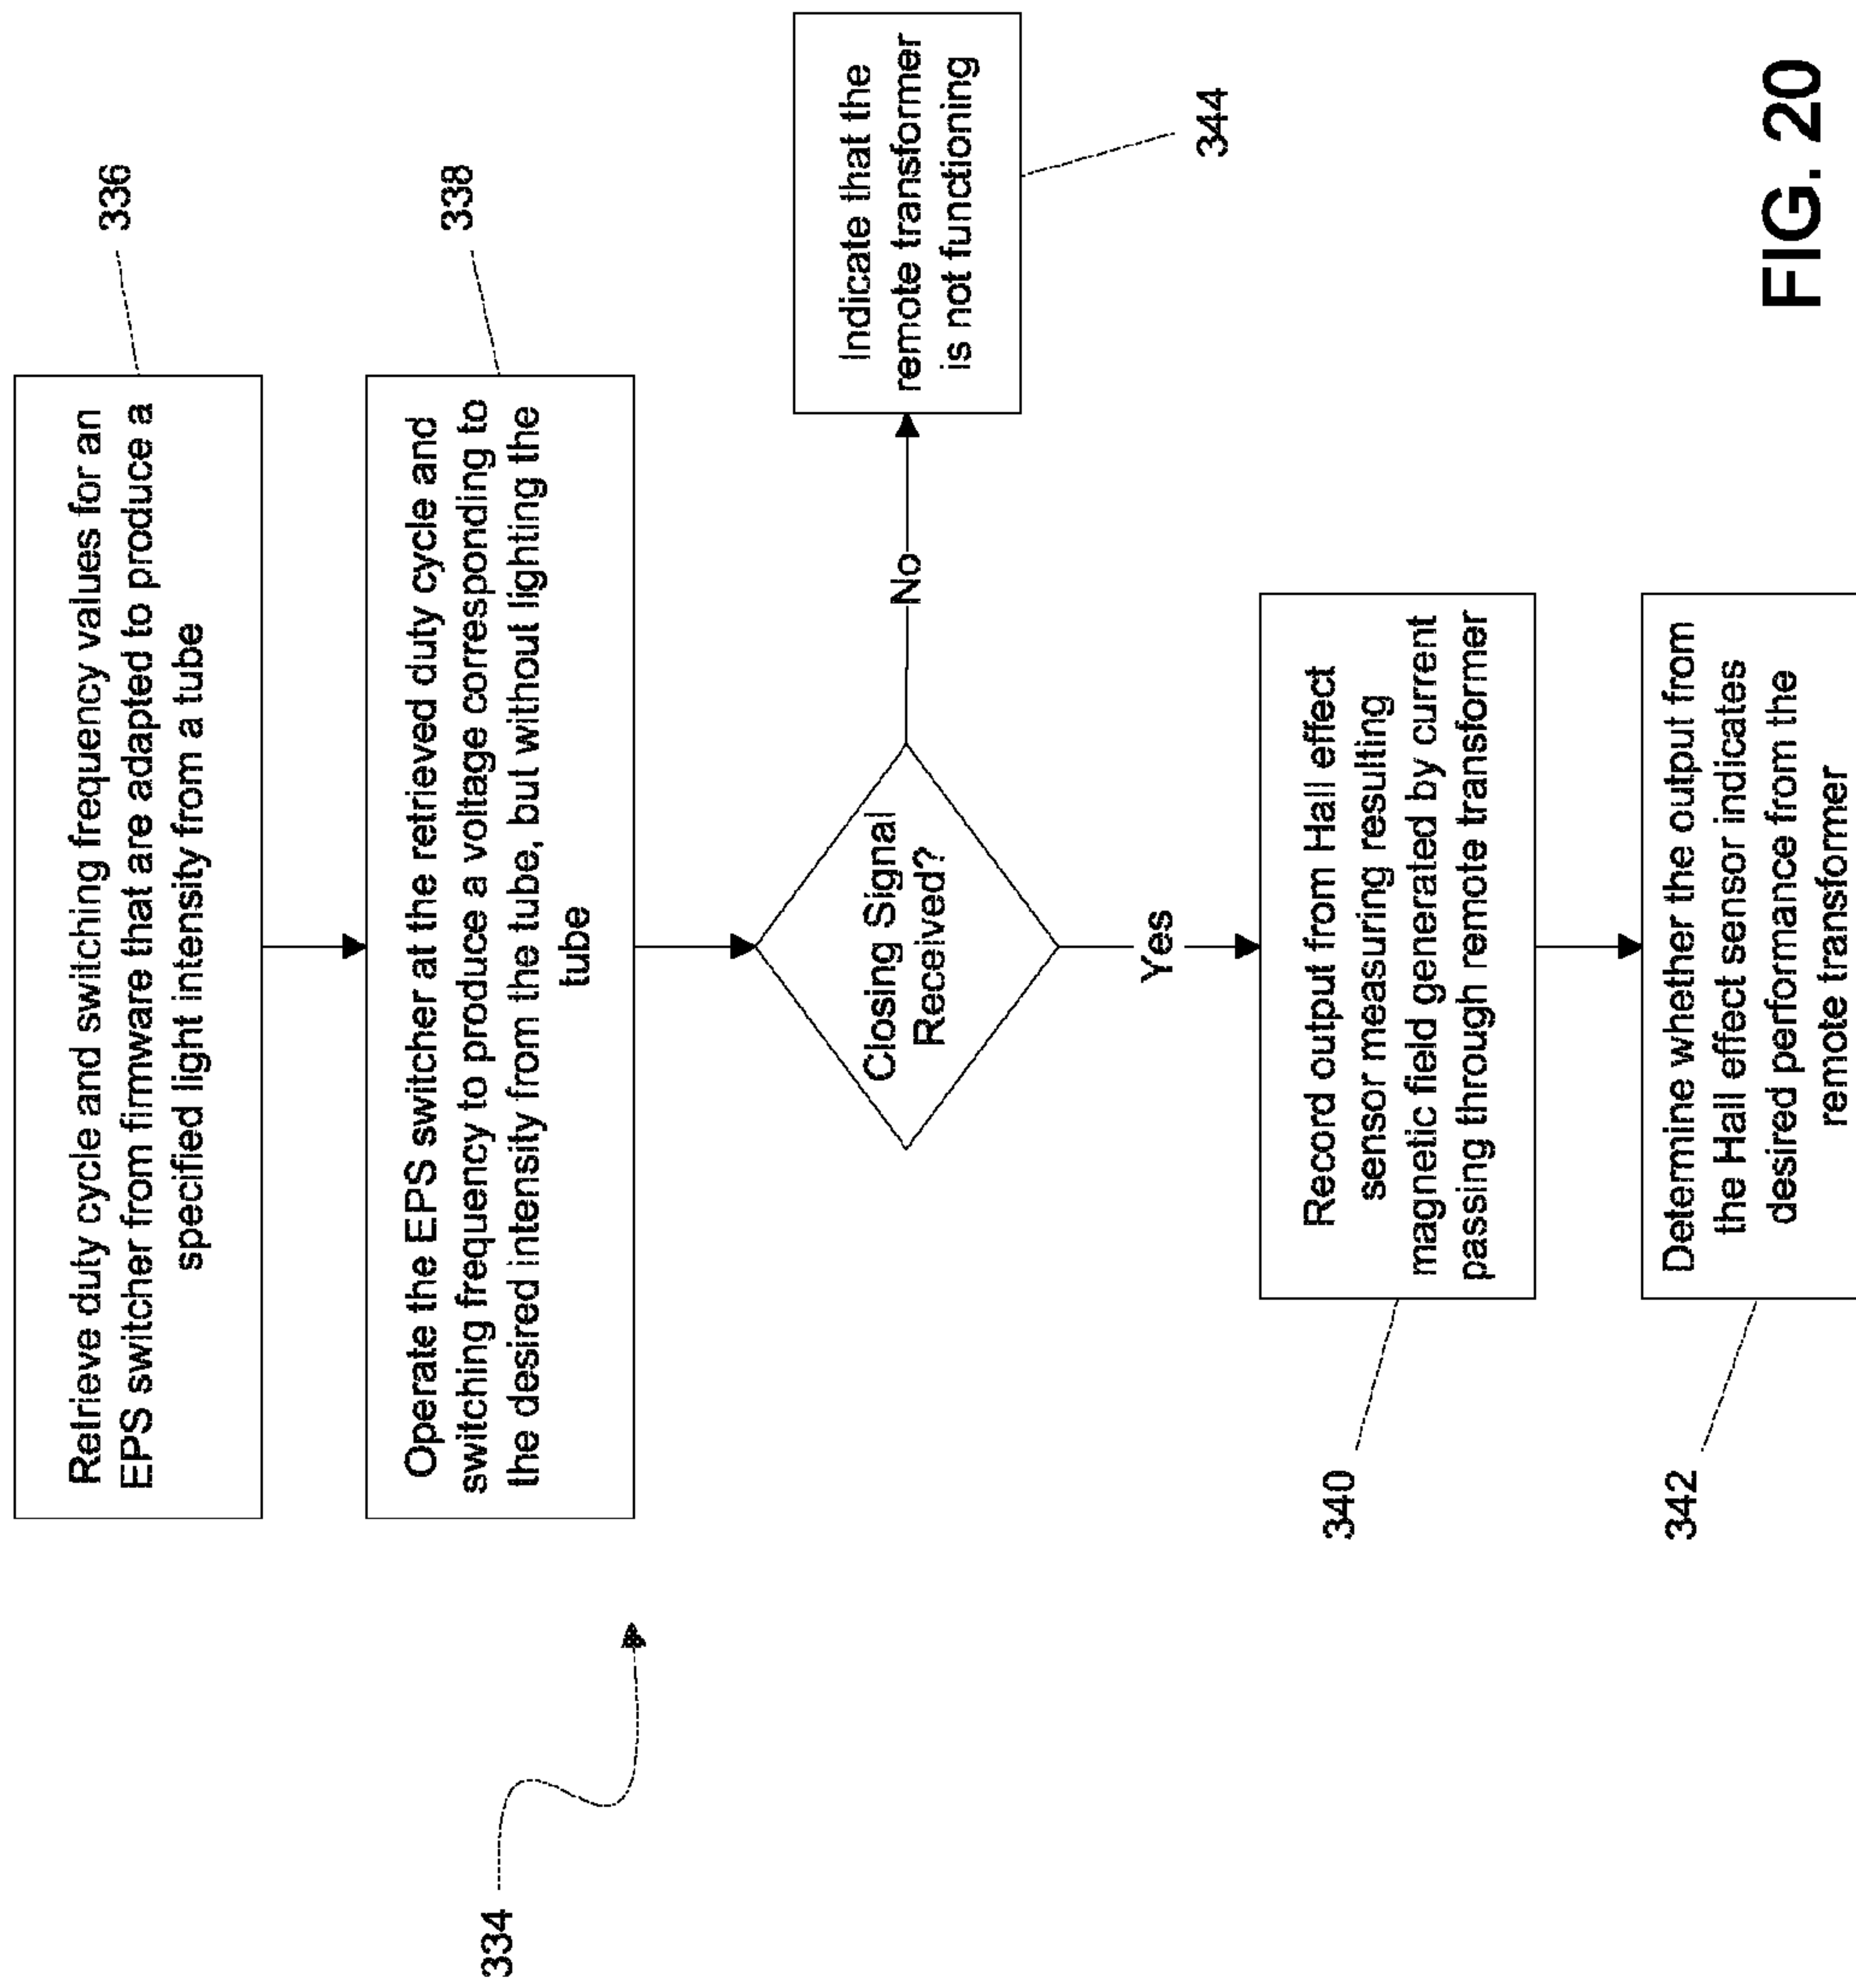 336
Retrieve duty cycle and switching frequency values for an
EPS switcher from firmware that are adapted to produce a
specified light intensity from a tube
338
Operate the EPS switcher at the retrieved duty cycle and
switching frequency to produce a voltage corresponding to
the desired intensity from the tube, but without lighting the
tube
334
Closing Signal
Received?
No
Indicate that the
remote transformer
is not functioning
344
Yes
340
Record output from Hall effect
sensor measuring resulting
magnetic field generated by current
passing through remote transformer
342
Determine whether the output from
the Hall effect sensor indicates
desired performance from the
remote transformer
FIG. 20